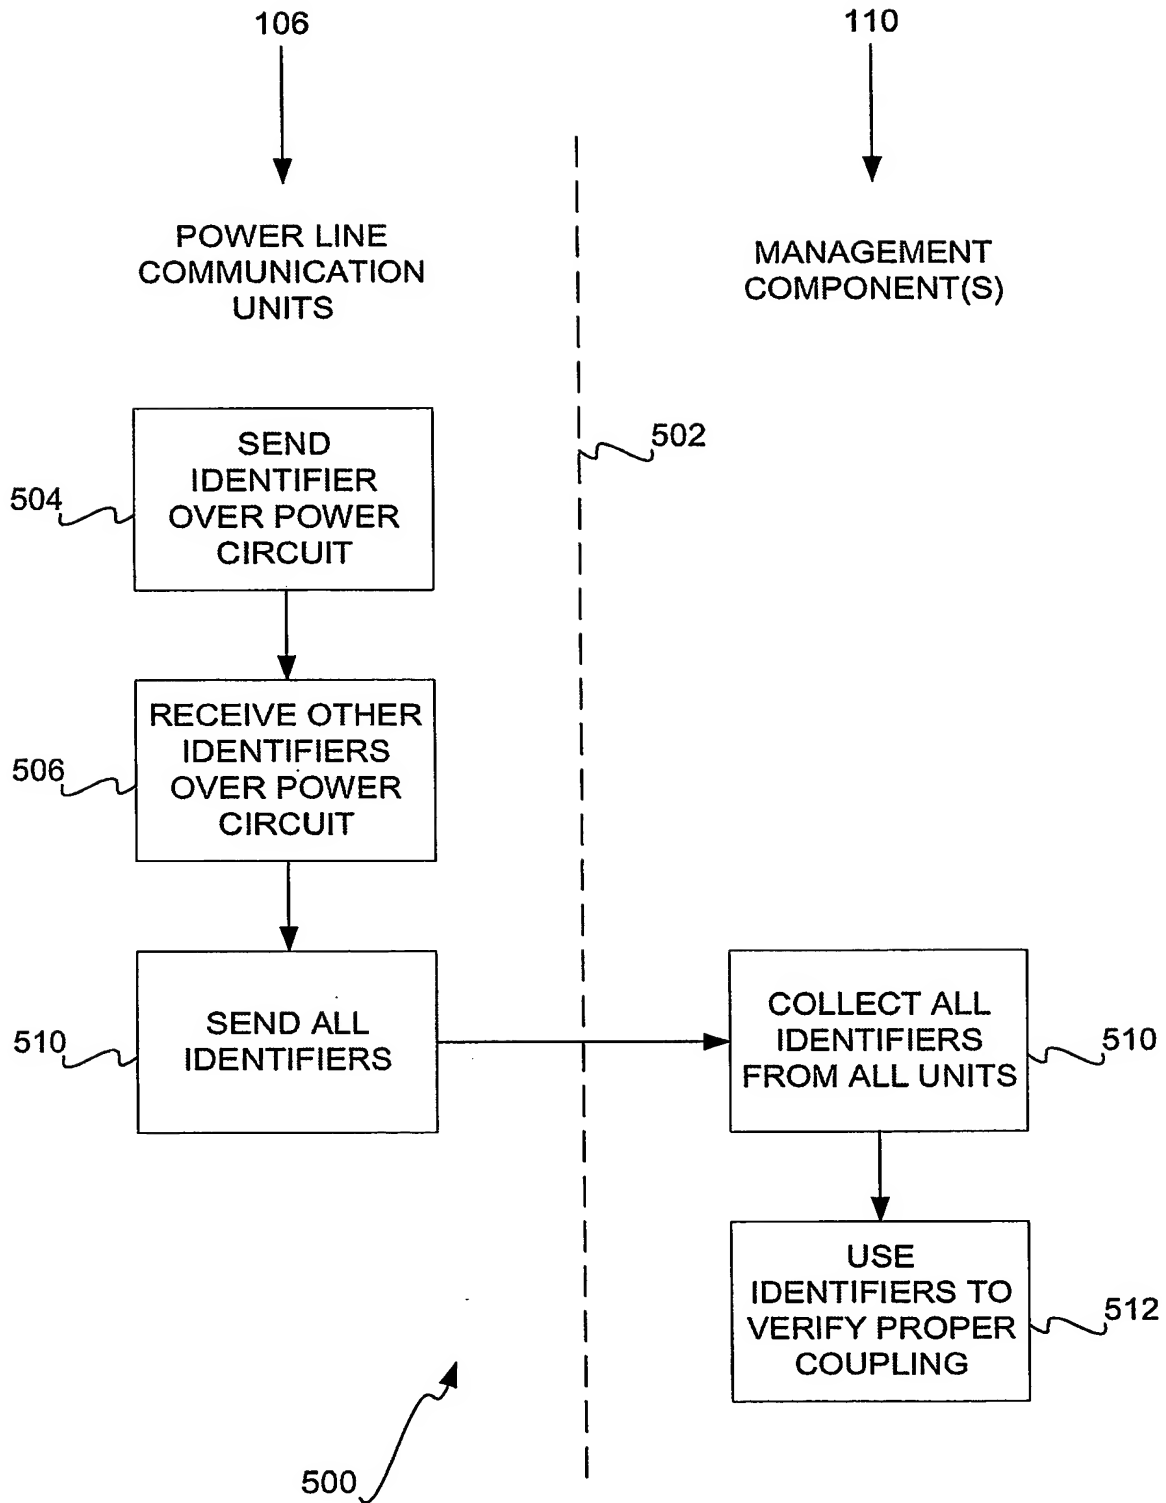 106
110
POWER LINE
COMMUNICATION
UNITS
MANAGEMENT
COMPONENT(S)
502
504
SEND
IDENTIFIER
OVER POWER
CIRCUIT
506
RECEIVE OTHER
IDENTIFIERS
OVER POWER
CIRCUIT
510
SEND ALL
IDENTIFIERS
COLLECT ALL
IDENTIFIERS
FROM ALL UNITS
510
USE
IDENTIFIERS TO
VERIFY PROPER
COUPLING
512
500